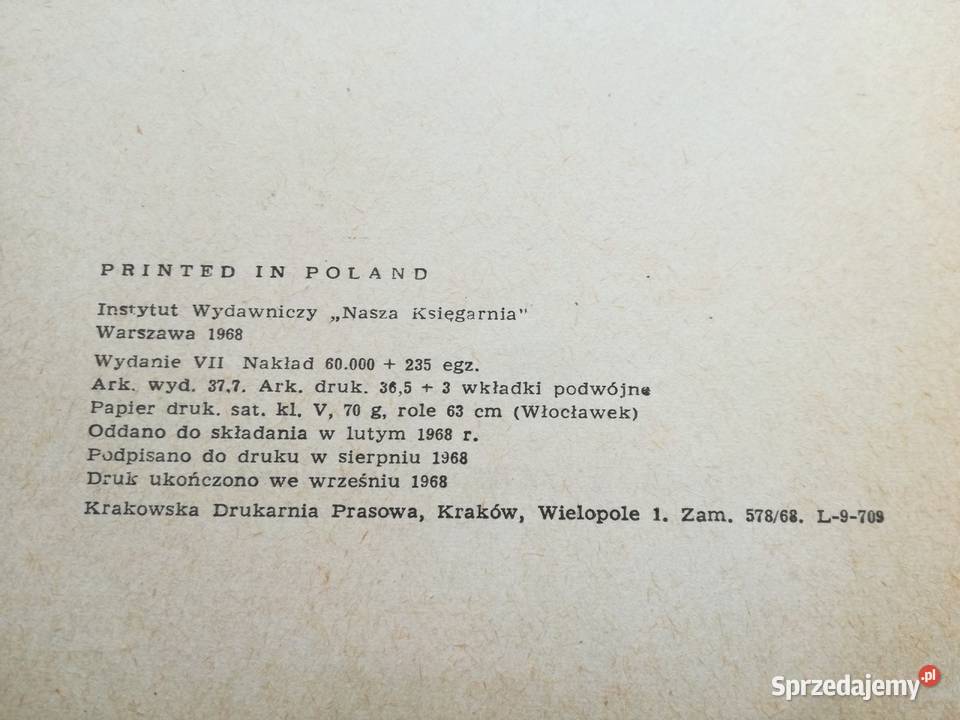 PRINTED IN POLAND
Instytut Wydawniczy „Nasza Księgarnia"
Warszawa 1968
Wydanie VII Nakład 60.000 + 235 egz.
Ark. wyd. 37,7. Ark. druk. 36,5 + 3 wkładki podwójne
Papier druk. sat. kl. V, 70 g, role 63 cm (Włocławek)
Oddano do składania w lutym 1968 r.
Podpisano do druku w sierpniu 1968
Druk ukończono we wrześniu 1968
Krakowska Drukarnia Prasowa, Kraków, Wielopole 1. Zam. 578/68. L-9-709
Sprzedajemy.pl